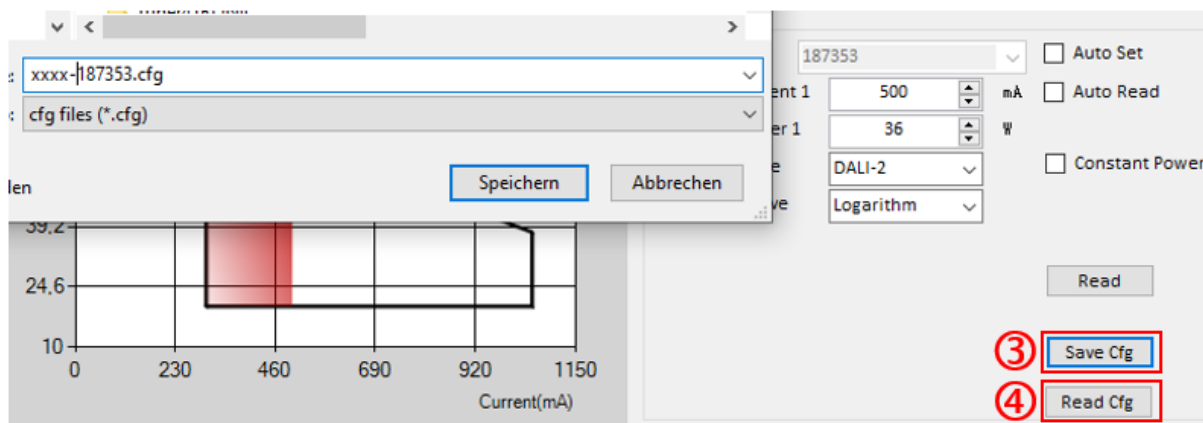 xxxx-187353.cfg
cfg files (*.cfg)
Speichern
Abbrechen
den
187353
Auto Set
ent 1
500
mA
Auto Read
er 1
36
W
e
DALI-2
Constant Power
ve
Logarithm
Read
③
Save Cfg
④
Read Cfg
39,2
24,6
10
0
230
460
690
920
1150
Current(mA)